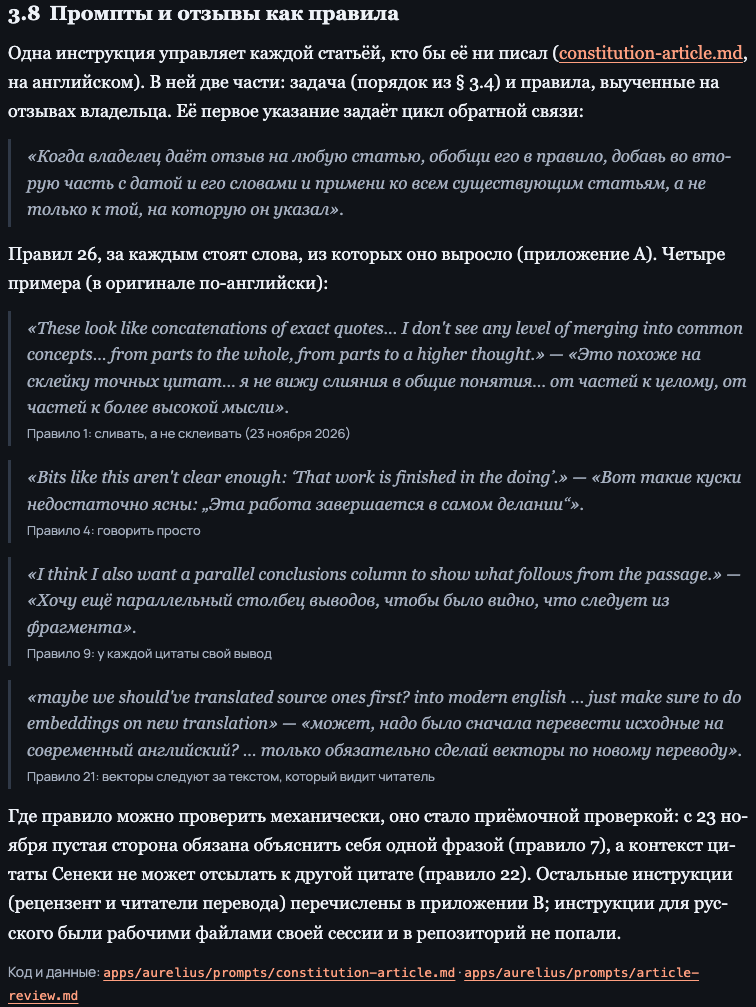 3.8 Промпты и отзывы как правила
Одна инструкция управляет каждой статьёй, кто бы её ни писал (constitution-article.md,
на английском). В ней две части: задача (порядок из § 3.4) и правила, выученные на
отзывах владельца. Её первое указание задаёт цикл обратной связи:
«Когда владелец даёт отзыв на любую статью, обобщи его в правило, добавь во вто-
рую часть с датой и его словами и примени ко всем существующим статьям, а не
только к той, на которую он указал».
Правил 26, за каждым стоят слова, из которых оно выросло (приложение A). Четыре
примера (в оригинале по-английски):
«These look like concatenations of exact quotes... I don't see any level of merging into common
concepts... from parts to the whole, from parts to a higher thought.» — «Это похоже на
склейку точных цитат... я не вижу слияния в общие понятия... от частей к целому, от
частей к более высокой мысли».
Правило 1: сливать, а не склеивать (23 ноября 2026)
«Bits like this aren't clear enough: ‘That work is finished in the doing’.» — «Вот такие куски
недостаточно ясны: „Эта работа завершается в самом делании“».
Правило 4: говорить просто
«I think I also want a parallel conclusions column to show what follows from the passage.» —
«Хочу ещё параллельный столбец выводов, чтобы было видно, что следует из
фрагмента».
Правило 9: у каждой цитаты свой вывод
«maybe we should've translated source ones first? into modern english ... just make sure to do
embeddings on new translation» — «может, надо было сначала перевести исходные на
современный английский? ... только обязательно сделай векторы по новому переводу».
Правило 21: векторы следуют за текстом, который видит читатель
Где правило можно проверить механически, оно стало приёмочной проверкой: с 23 но-
ября пустая сторона обязана объяснить себя одной фразой (правило 7), а контекст ци-
таты Сенеки не может отсылать к другой цитате (правило 22). Остальные инструкции
(рецензент и читатели перевода) перечислены в приложении B; инструкции для рус-
ского были рабочими файлами своей сессии и в репозиторий не попали.
Код и данные: apps/aurelius/prompts/constitution-article.md · apps/aurelius/prompts/article-
review.md